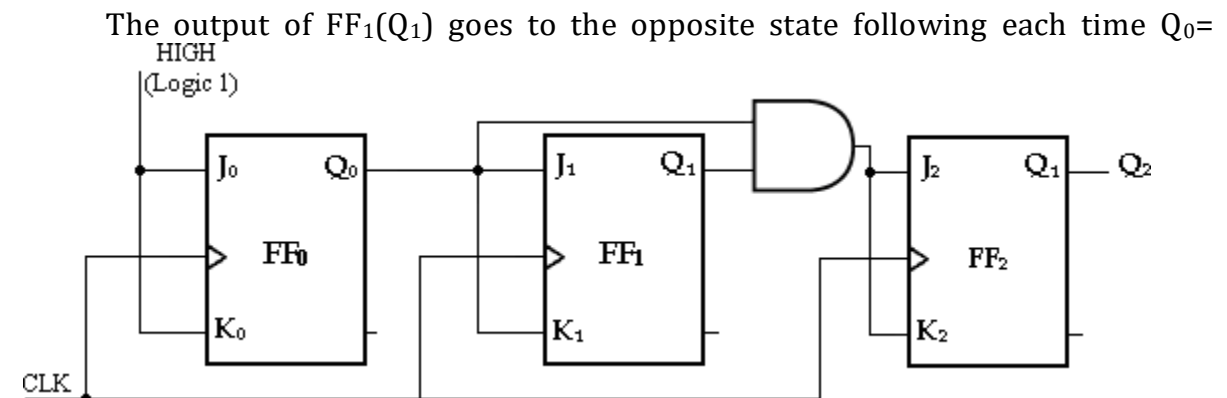 The output of FF₁(Q₁) goes to the opposite state following each time Q₀=
HIGH
(Logic 1)
J₀ Q₀ J₁ Q₁ J₂ Q₁ Q₂
FF₀ FF₁ FF₂
K₀ K₁ K₂
CLK